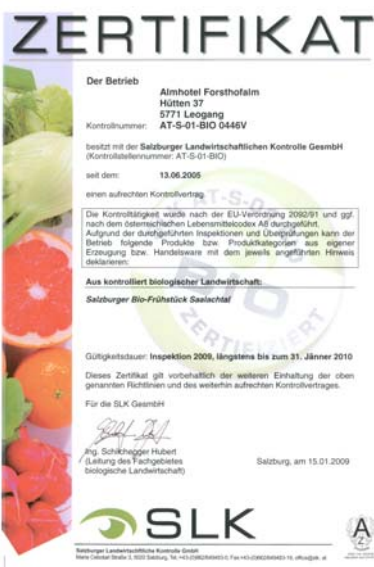 ZERTIFIKAT
Der Betrieb
Almhotel Forsthofalm
Hütten 37
5771 Leogang
Kontrollnummer: AT-S-01-BIO 0446V
besitzt mit der Salzburger Landwirtschaftlichen Kontrolle GesmbH
(Kontrollstellennummer: AT-S-01-BIO)
seit dem: 13.06.2005
einen aufrechten Kontrollvertrag.
Die Kontrolltätigkeit wurde nach der EU-Verordnung 2092/91 und ggf.
nach dem österreichischen Lebensmittelcodex A8 durchgeführt.
Aufgrund der durchgeführten Inspektionen und Überprüfungen kann der
Betrieb folgende Produkte bzw. Produktkategorien aus eigener
Erzeugung bzw. Handelsware mit dem jeweils angeführten Hinweis
deklarieren:
Aus kontrolliert biologischer Landwirtschaft:
Salzburger Bio-Frühstück Saalachtal
BIO
ZERTIFIZIERT
Gültigkeitsdauer: Inspektion 2009, längstens bis zum 31. Jänner 2010
Dieses Zertifikat gilt vorbehaltlich der weiteren Einhaltung der oben
genannten Richtlinien und des weiterhin aufrechten Kontrollvertrages.
Für die SLK GesmbH
Ing. Schichegger Hubert
(Leitung des Fachgebietes
biologische Landwirtschaft)
Salzburg, am 15.01.2009
SLK
Salzburger Landwirtschaftliche Kontrolle GmbH